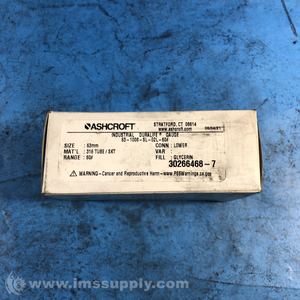 ASHCROFT
STRATFORD, CT 06614
www.ashcroft.com
INDUSTRIAL DURALIFE® GAUGE
63-1008-SL-02L-60#
SIZE : 63mm
CONN : LOWER
MAT'L : 316 TUBE / SKT
VAR :
RANGE : 60#
FILL : GLYCERIN
30266468-7
⚠WARNING - Cancer and Reproductive Harm - www.P65Warnings.ca.gov
© www.imssupply.com